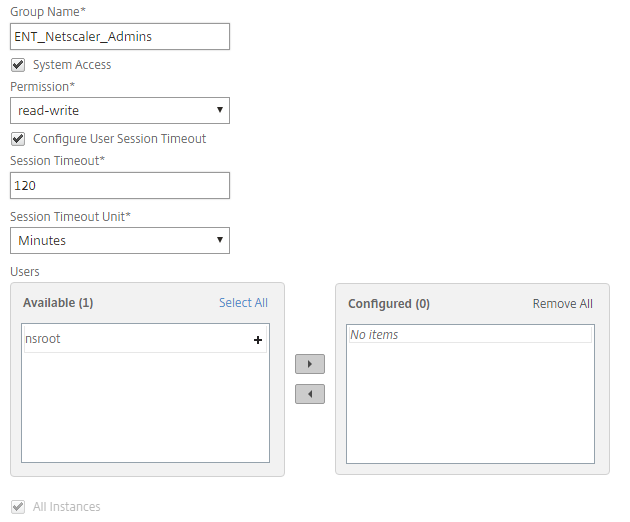 Group Name*
ENT_Netscaler_Admins
System Access
Permission*
read-write
Configure User Session Timeout
Session Timeout*
120
Session Timeout Unit*
Minutes
Users
Available (1) Select All
nsroot +
Configured (0) Remove All
No items
All Instances